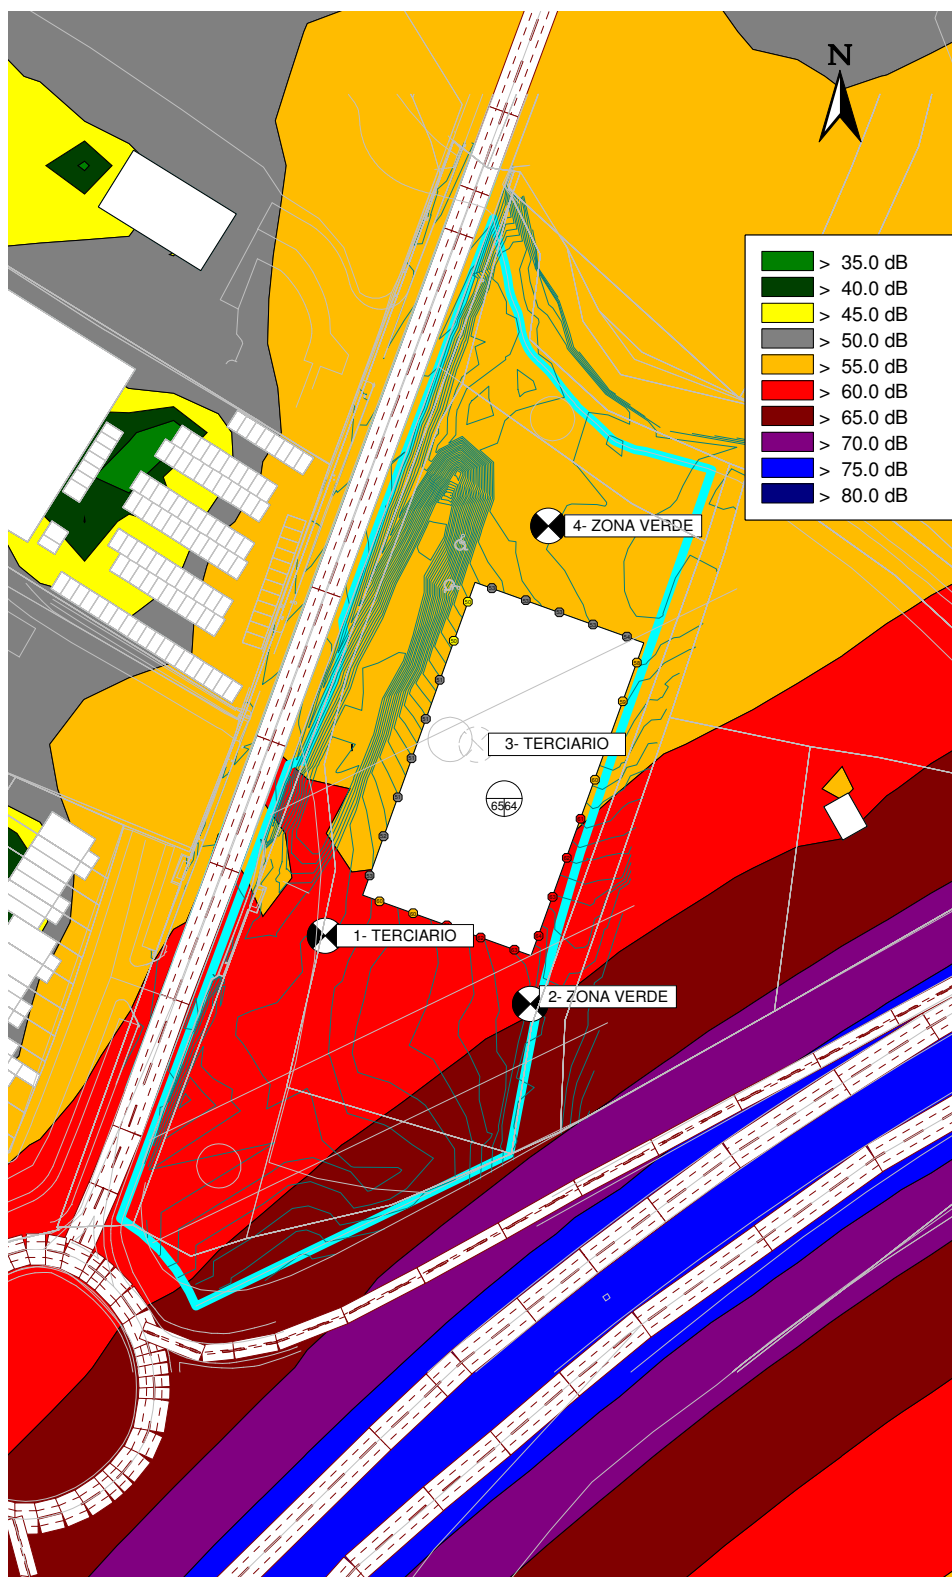 N
> 35.0 dB
> 40.0 dB
> 45.0 dB
> 50.0 dB
> 55.0 dB
> 60.0 dB
> 65.0 dB
> 70.0 dB
> 75.0 dB
> 80.0 dB
4- ZONA VERDE
3- TERCIARIO
6564
1- TERCIARIO
2- ZONA VERDE